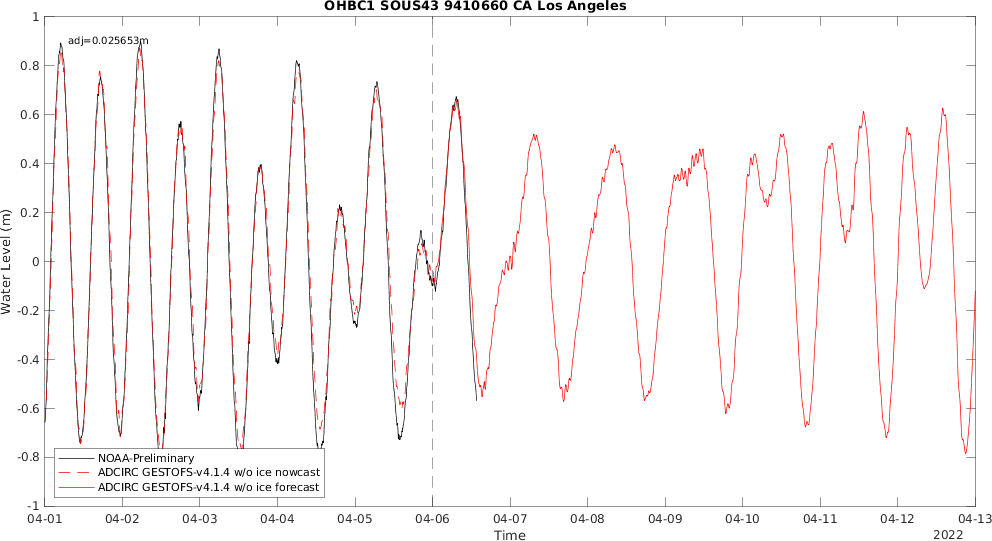 OHBC1 SOUS43 9410660 CA Los Angeles
adj=0.025653m
1
0.8
0.6
0.4
0.2
0
-0.2
-0.4
-0.6
-0.8
-1
Water Level (m)
NOAA-Preliminary
ADCIRC GESTOFS-v4.1.4 w/o ice nowcast
ADCIRC GESTOFS-v4.1.4 w/o ice forecast
04-01 04-02 04-03 04-04 04-05 04-06 04-07 04-08 04-09 04-10 04-11 04-12 04-13
Time
2022